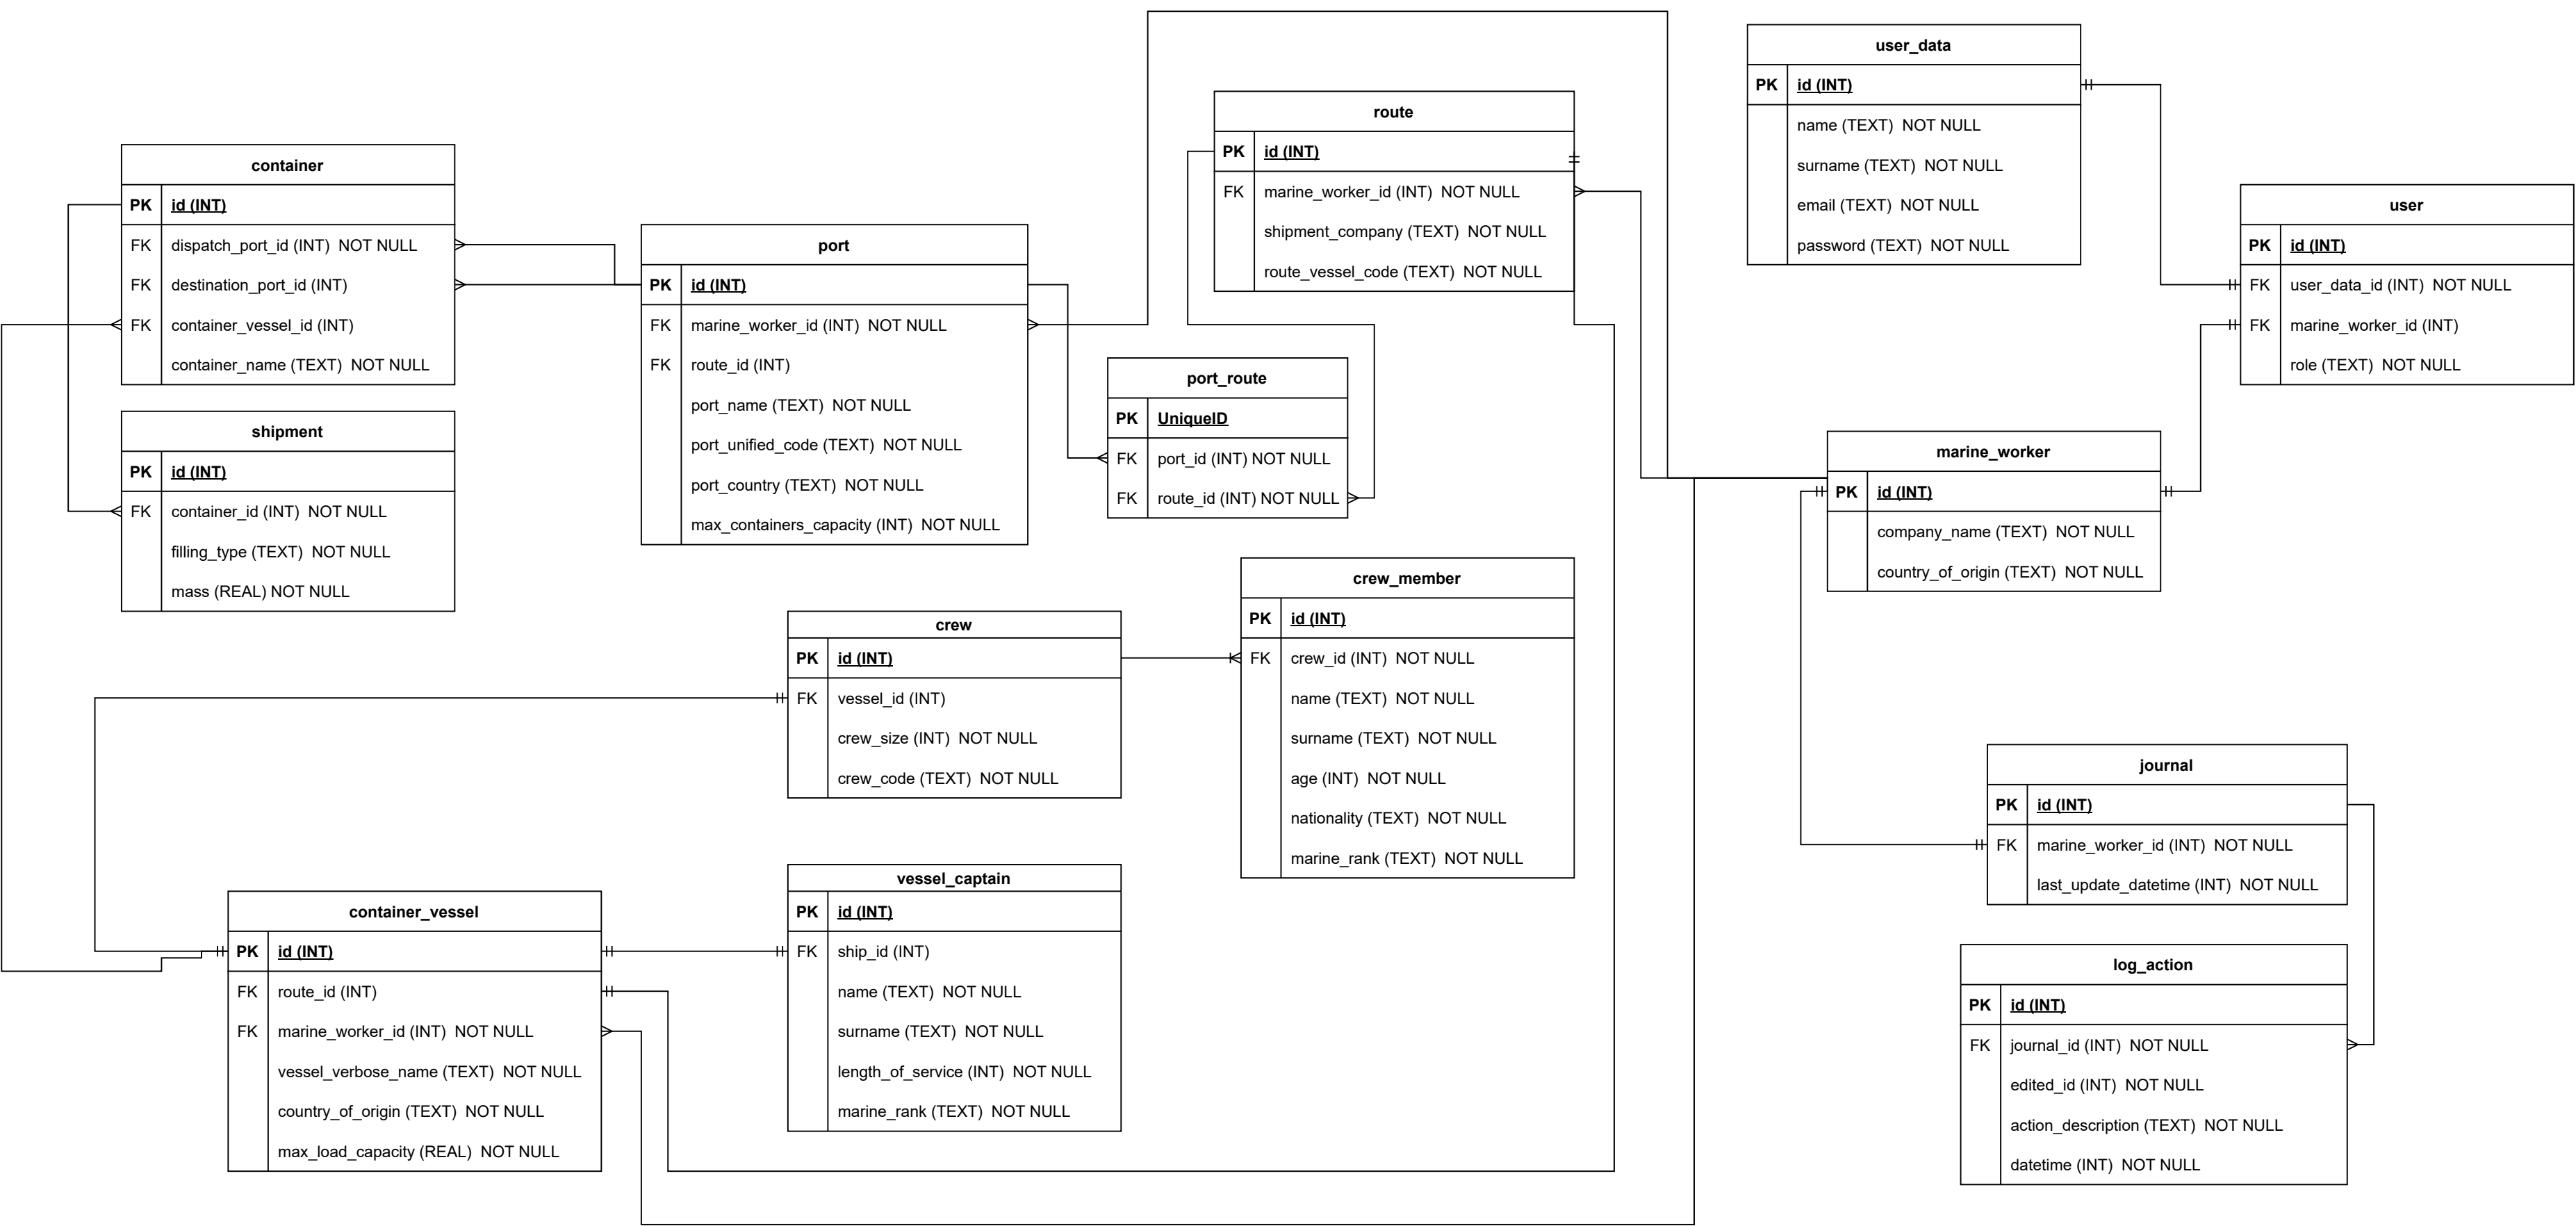 user_data
PK id (INT)
name (TEXT) NOT NULL
surname (TEXT) NOT NULL
email (TEXT) NOT NULL
password (TEXT) NOT NULL
route
PK id (INT)
FK marine_worker_id (INT) NOT NULL
shipment_company (TEXT) NOT NULL
route_vessel_code (TEXT) NOT NULL
container
PK id (INT)
FK dispatch_port_id (INT) NOT NULL
FK destination_port_id (INT)
FK container_vessel_id (INT)
container_name (TEXT) NOT NULL
user
PK id (INT)
FK user_data_id (INT) NOT NULL
FK marine_worker_id (INT)
role (TEXT) NOT NULL
port
PK id (INT)
FK marine_worker_id (INT) NOT NULL
FK route_id (INT)
port_name (TEXT) NOT NULL
port_unified_code (TEXT) NOT NULL
port_country (TEXT) NOT NULL
max_containers_capacity (INT) NOT NULL
port_route
PK UniqueID
FK port_id (INT) NOT NULL
FK route_id (INT) NOT NULL
shipment
PK id (INT)
FK container_id (INT) NOT NULL
filling_type (TEXT) NOT NULL
mass (REAL) NOT NULL
marine_worker
PK id (INT)
company_name (TEXT) NOT NULL
country_of_origin (TEXT) NOT NULL
crew_member
PK id (INT)
FK crew_id (INT) NOT NULL
name (TEXT) NOT NULL
surname (TEXT) NOT NULL
age (INT) NOT NULL
nationality (TEXT) NOT NULL
marine_rank (TEXT) NOT NULL
crew
PK id (INT)
FK vessel_id (INT)
crew_size (INT) NOT NULL
crew_code (TEXT) NOT NULL
journal
PK id (INT)
FK marine_worker_id (INT) NOT NULL
last_update_datetime (INT) NOT NULL
vessel_captain
PK id (INT)
FK ship_id (INT)
name (TEXT) NOT NULL
surname (TEXT) NOT NULL
length_of_service (INT) NOT NULL
marine_rank (TEXT) NOT NULL
container_vessel
PK id (INT)
FK route_id (INT)
FK marine_worker_id (INT) NOT NULL
vessel_verbose_name (TEXT) NOT NULL
country_of_origin (TEXT) NOT NULL
max_load_capacity (REAL) NOT NULL
log_action
PK id (INT)
FK journal_id (INT) NOT NULL
edited_id (INT) NOT NULL
action_description (TEXT) NOT NULL
datetime (INT) NOT NULL